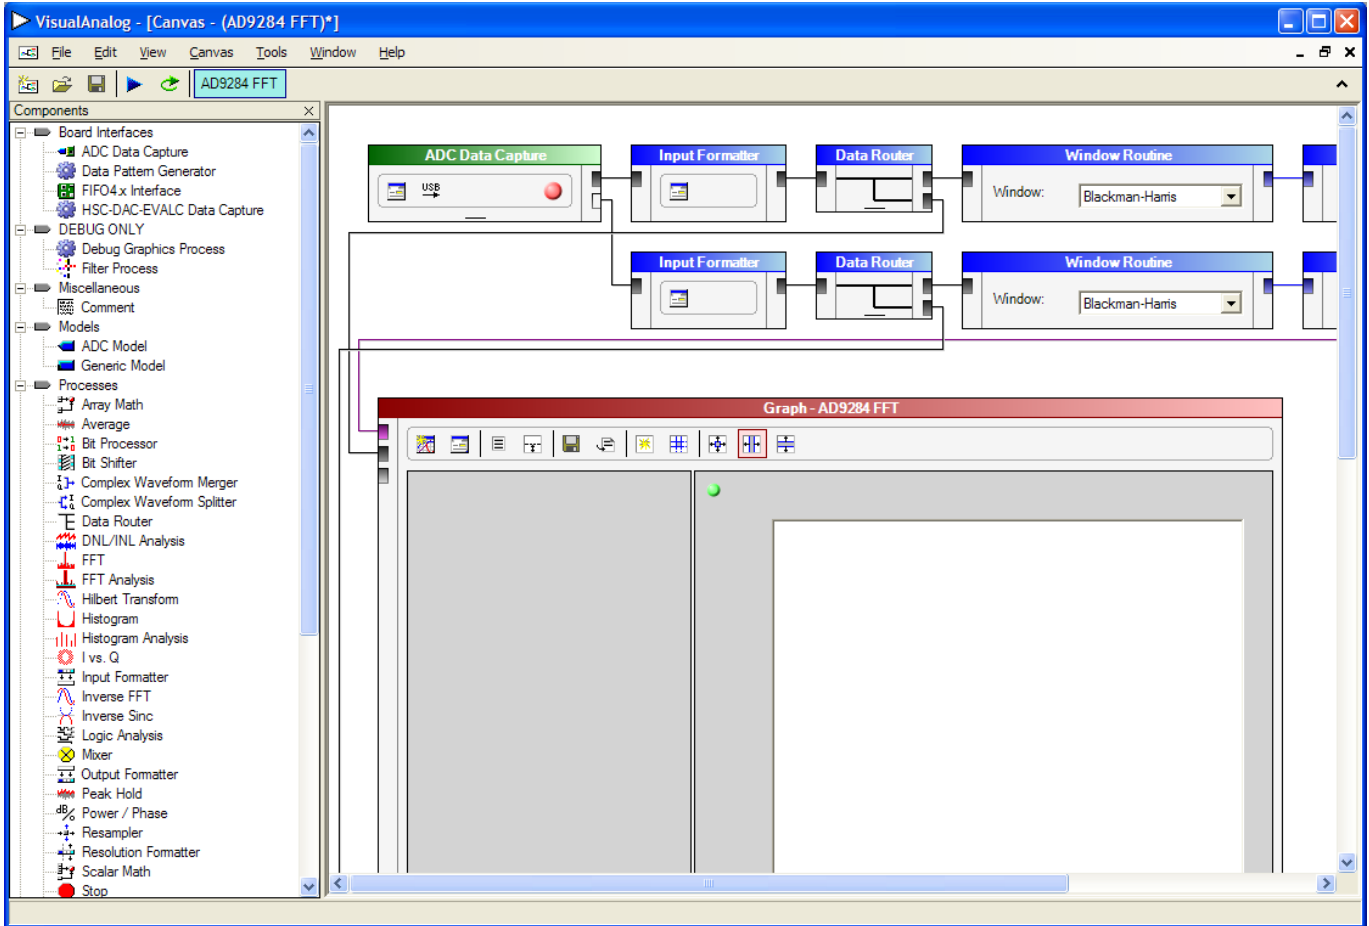 VisualAnalog - [Canvas - (AD9284 FFT)*]
File Edit View Canvas Tools Window Help
AD9284 FFT
Components
Board Interfaces
ADC Data Capture
Data Pattern Generator
FIFO4.x Interface
HSC-DAC-EVALC Data Capture
DEBUG ONLY
Debug Graphics Process
Filter Process
Miscellaneous
Comment
Models
ADC Model
Generic Model
Processes
Array Math
Average
Bit Processor
Bit Shifter
Complex Waveform Merger
Complex Waveform Splitter
Data Router
DNL/INL Analysis
FFT
FFT Analysis
Hilbert Transform
Histogram
Histogram Analysis
I vs. Q
Input Formatter
Inverse FFT
Inverse Sinc
Logic Analysis
Mixer
Output Formatter
Peak Hold
Power / Phase
Resampler
Resolution Formatter
Scalar Math
Stop
ADC Data Capture Input Formatter Data Router Window Routine
USB
Window: Blackman-Harris
Input Formatter Data Router Window Routine
Window: Blackman-Harris
Graph - AD9284 FFT